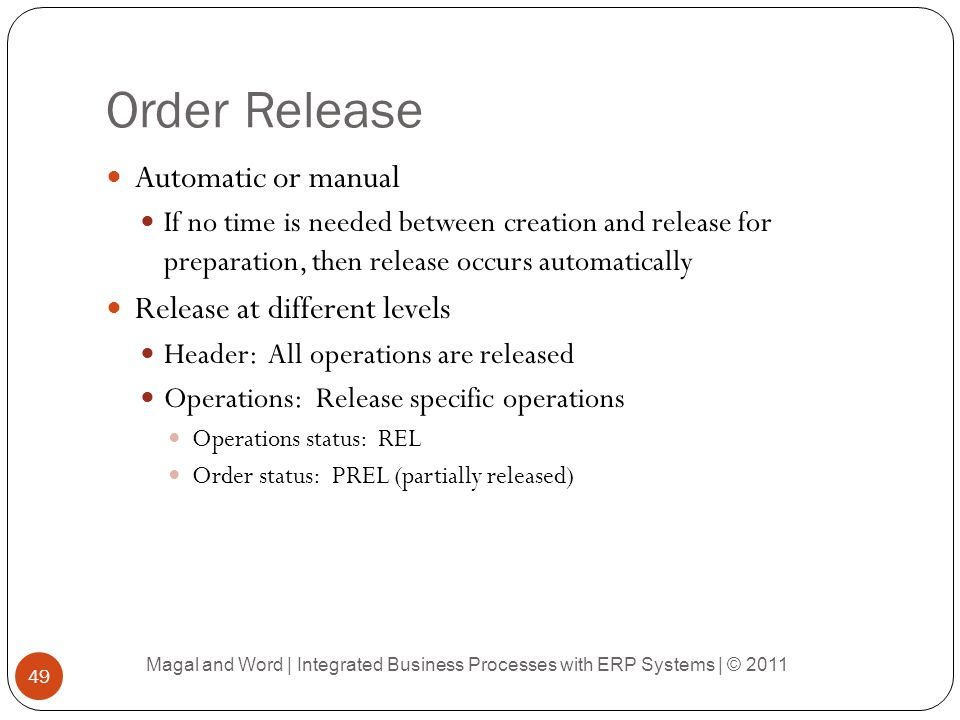 Order Release
Automatic or manual
If no time is needed between creation and release for
preparation, then release occurs automatically
Release at different levels
Header: All operations are released
Operations: Release specific operations
Operations status: REL
Order status: PREL (partially released)
Magal and Word | Integrated Business Processes with ERP Systems | © 2011
49